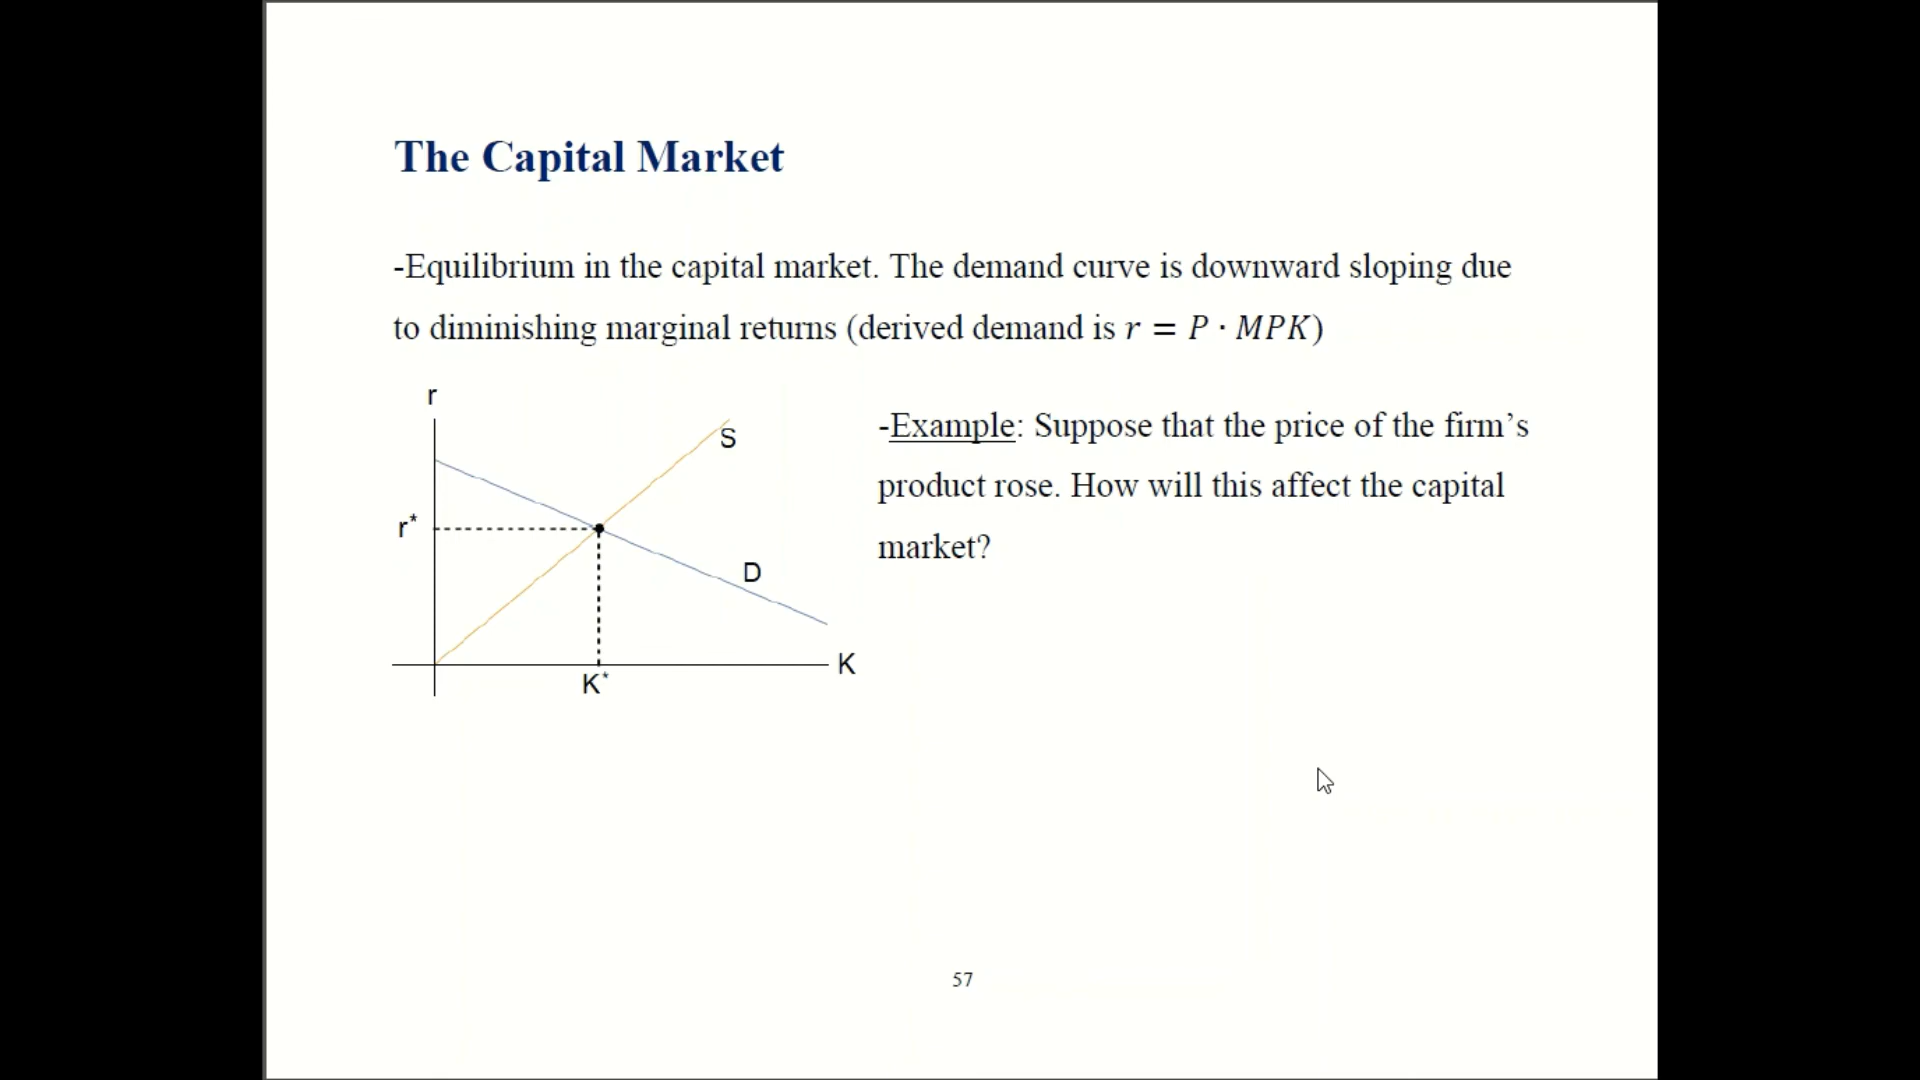 The Capital Market
-Equilibrium in the capital market. The demand curve is downward sloping due
to diminishing marginal returns (derived demand is r = P · MPK)
r
S
r*
D
K
K*
-Example: Suppose that the price of the firm’s
product rose. How will this affect the capital
market?
57